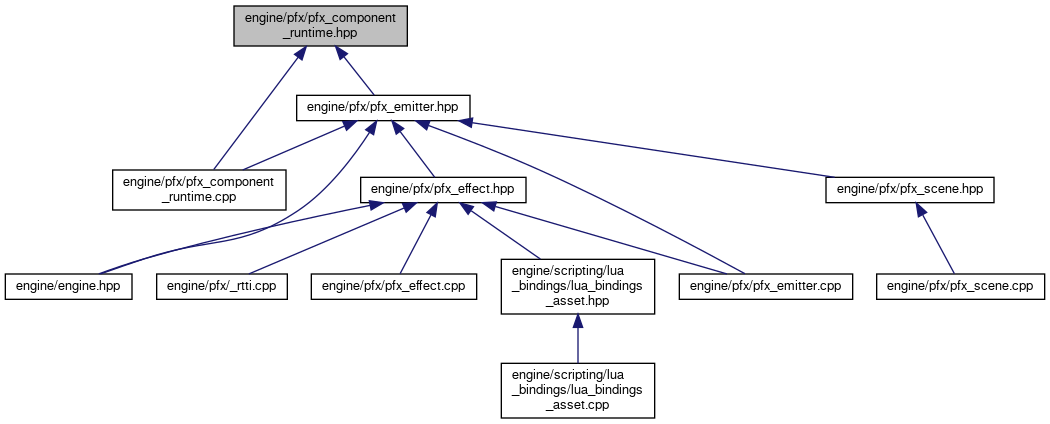 engine/pfx/pfx_component
_runtime.hpp
engine/pfx/pfx_emitter.hpp
engine/pfx/pfx_component
_runtime.cpp
engine/pfx/pfx_effect.hpp
engine/pfx/pfx_scene.hpp
engine/engine.hpp
engine/pfx/_rtti.cpp
engine/pfx/pfx_effect.cpp
engine/scripting/lua
_bindings/lua_bindings
_asset.hpp
engine/pfx/pfx_emitter.cpp
engine/pfx/pfx_scene.cpp
engine/scripting/lua
_bindings/lua_bindings
_asset.cpp